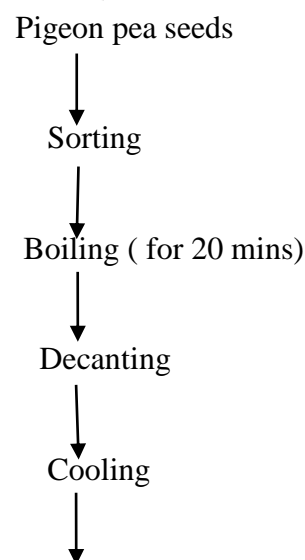 Pigeon pea seeds
Sorting
Boiling ( for 20 mins)
Decanting
Cooling